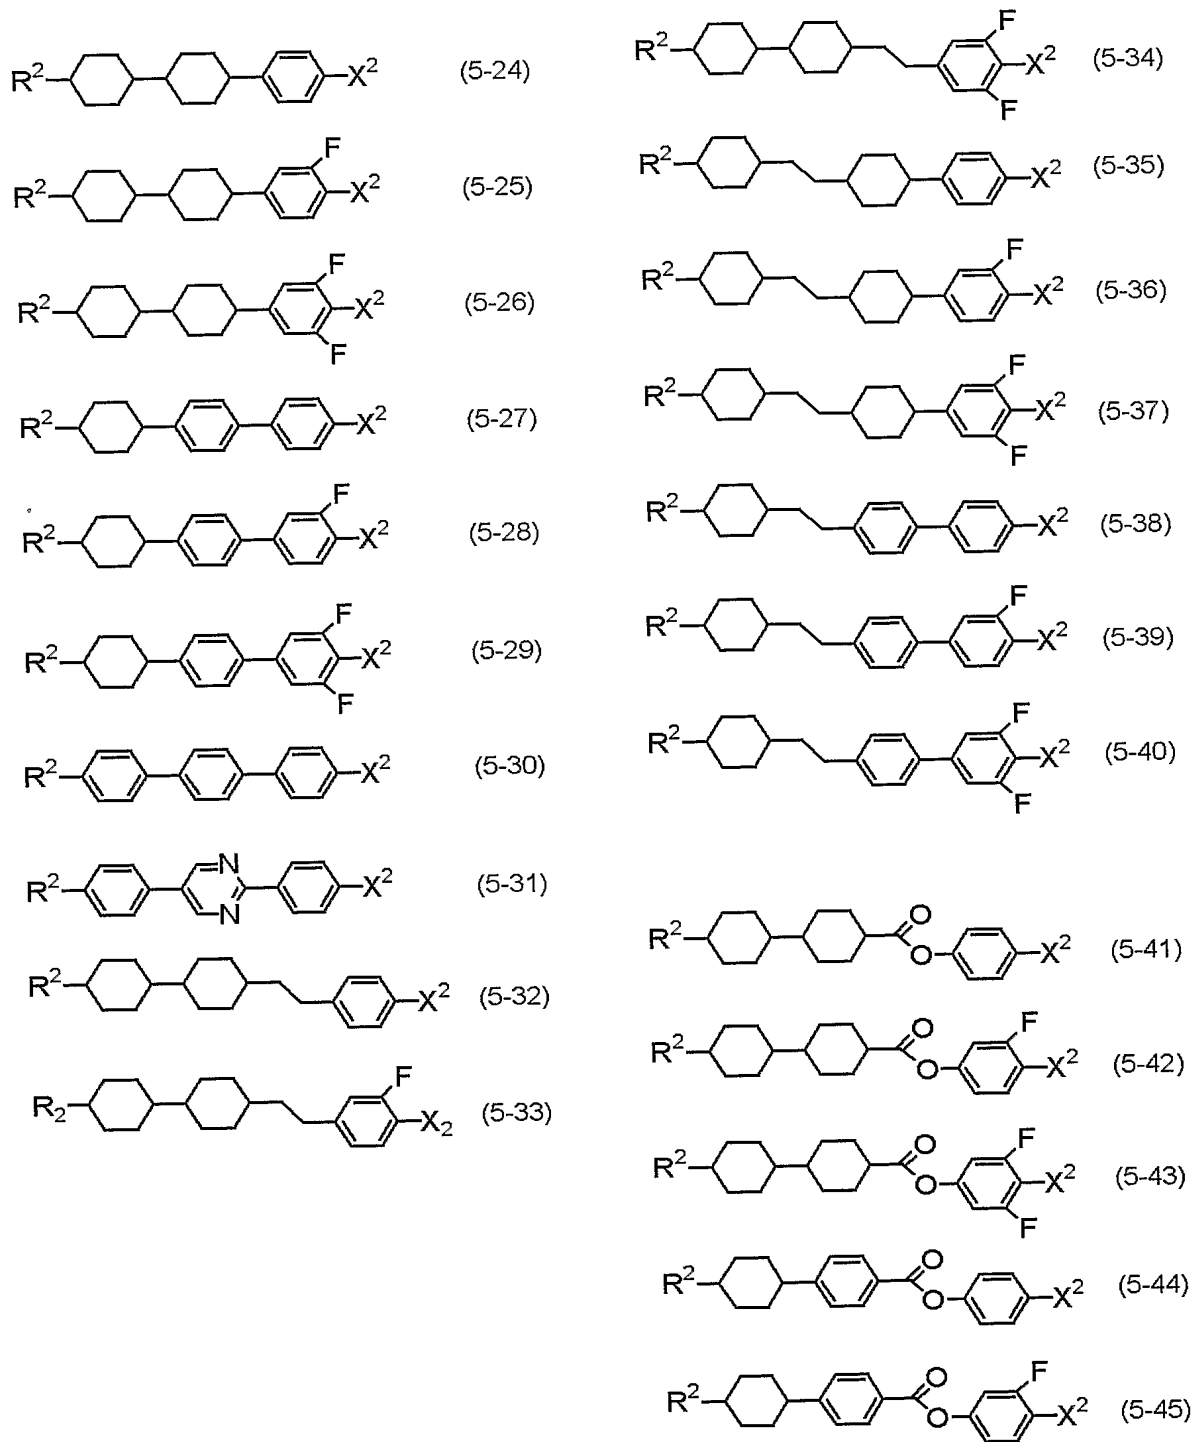 R² X² (5-24)
F
R² X² (5-25)
F
R² X² (5-26)
F
R² X² (5-27)
F
R² X² (5-28)
F
R² X² (5-29)
F
R² X² (5-30)
N
R² X² (5-31)
N
R² X² (5-32)
F
R₂ X₂ (5-33)
F
R² X² (5-34)
F
R² X² (5-35)
F
R² X² (5-36)
F
R² X² (5-37)
F
R² X² (5-38)
F
R² X² (5-39)
F
R² X² (5-40)
F
O
R² O X² (5-41)
O F
R² O X² (5-42)
O F
R² O X² (5-43)
F
O
R² O X² (5-44)
O F
R² O X² (5-45)